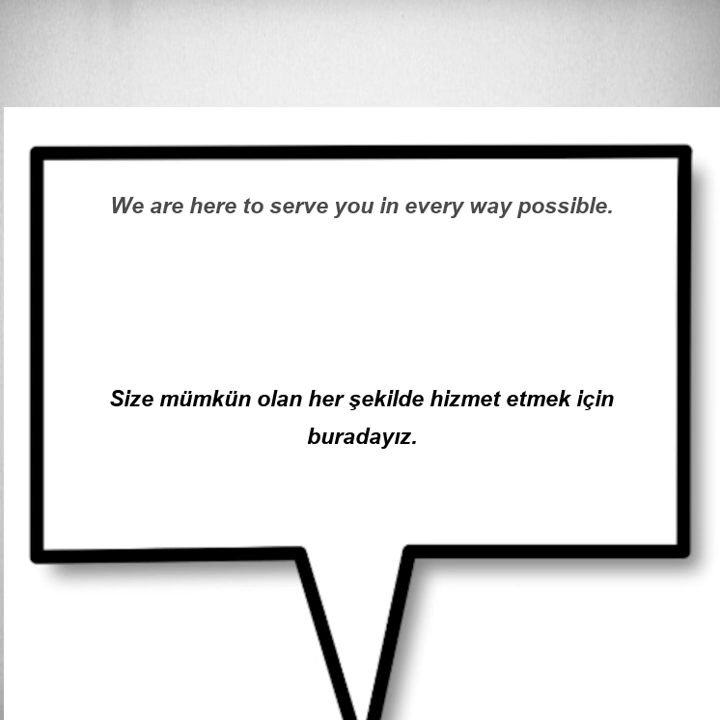 We are here to serve you in every way possible.
Size mümkün olan her şekilde hizmet etmek için
buradayız.